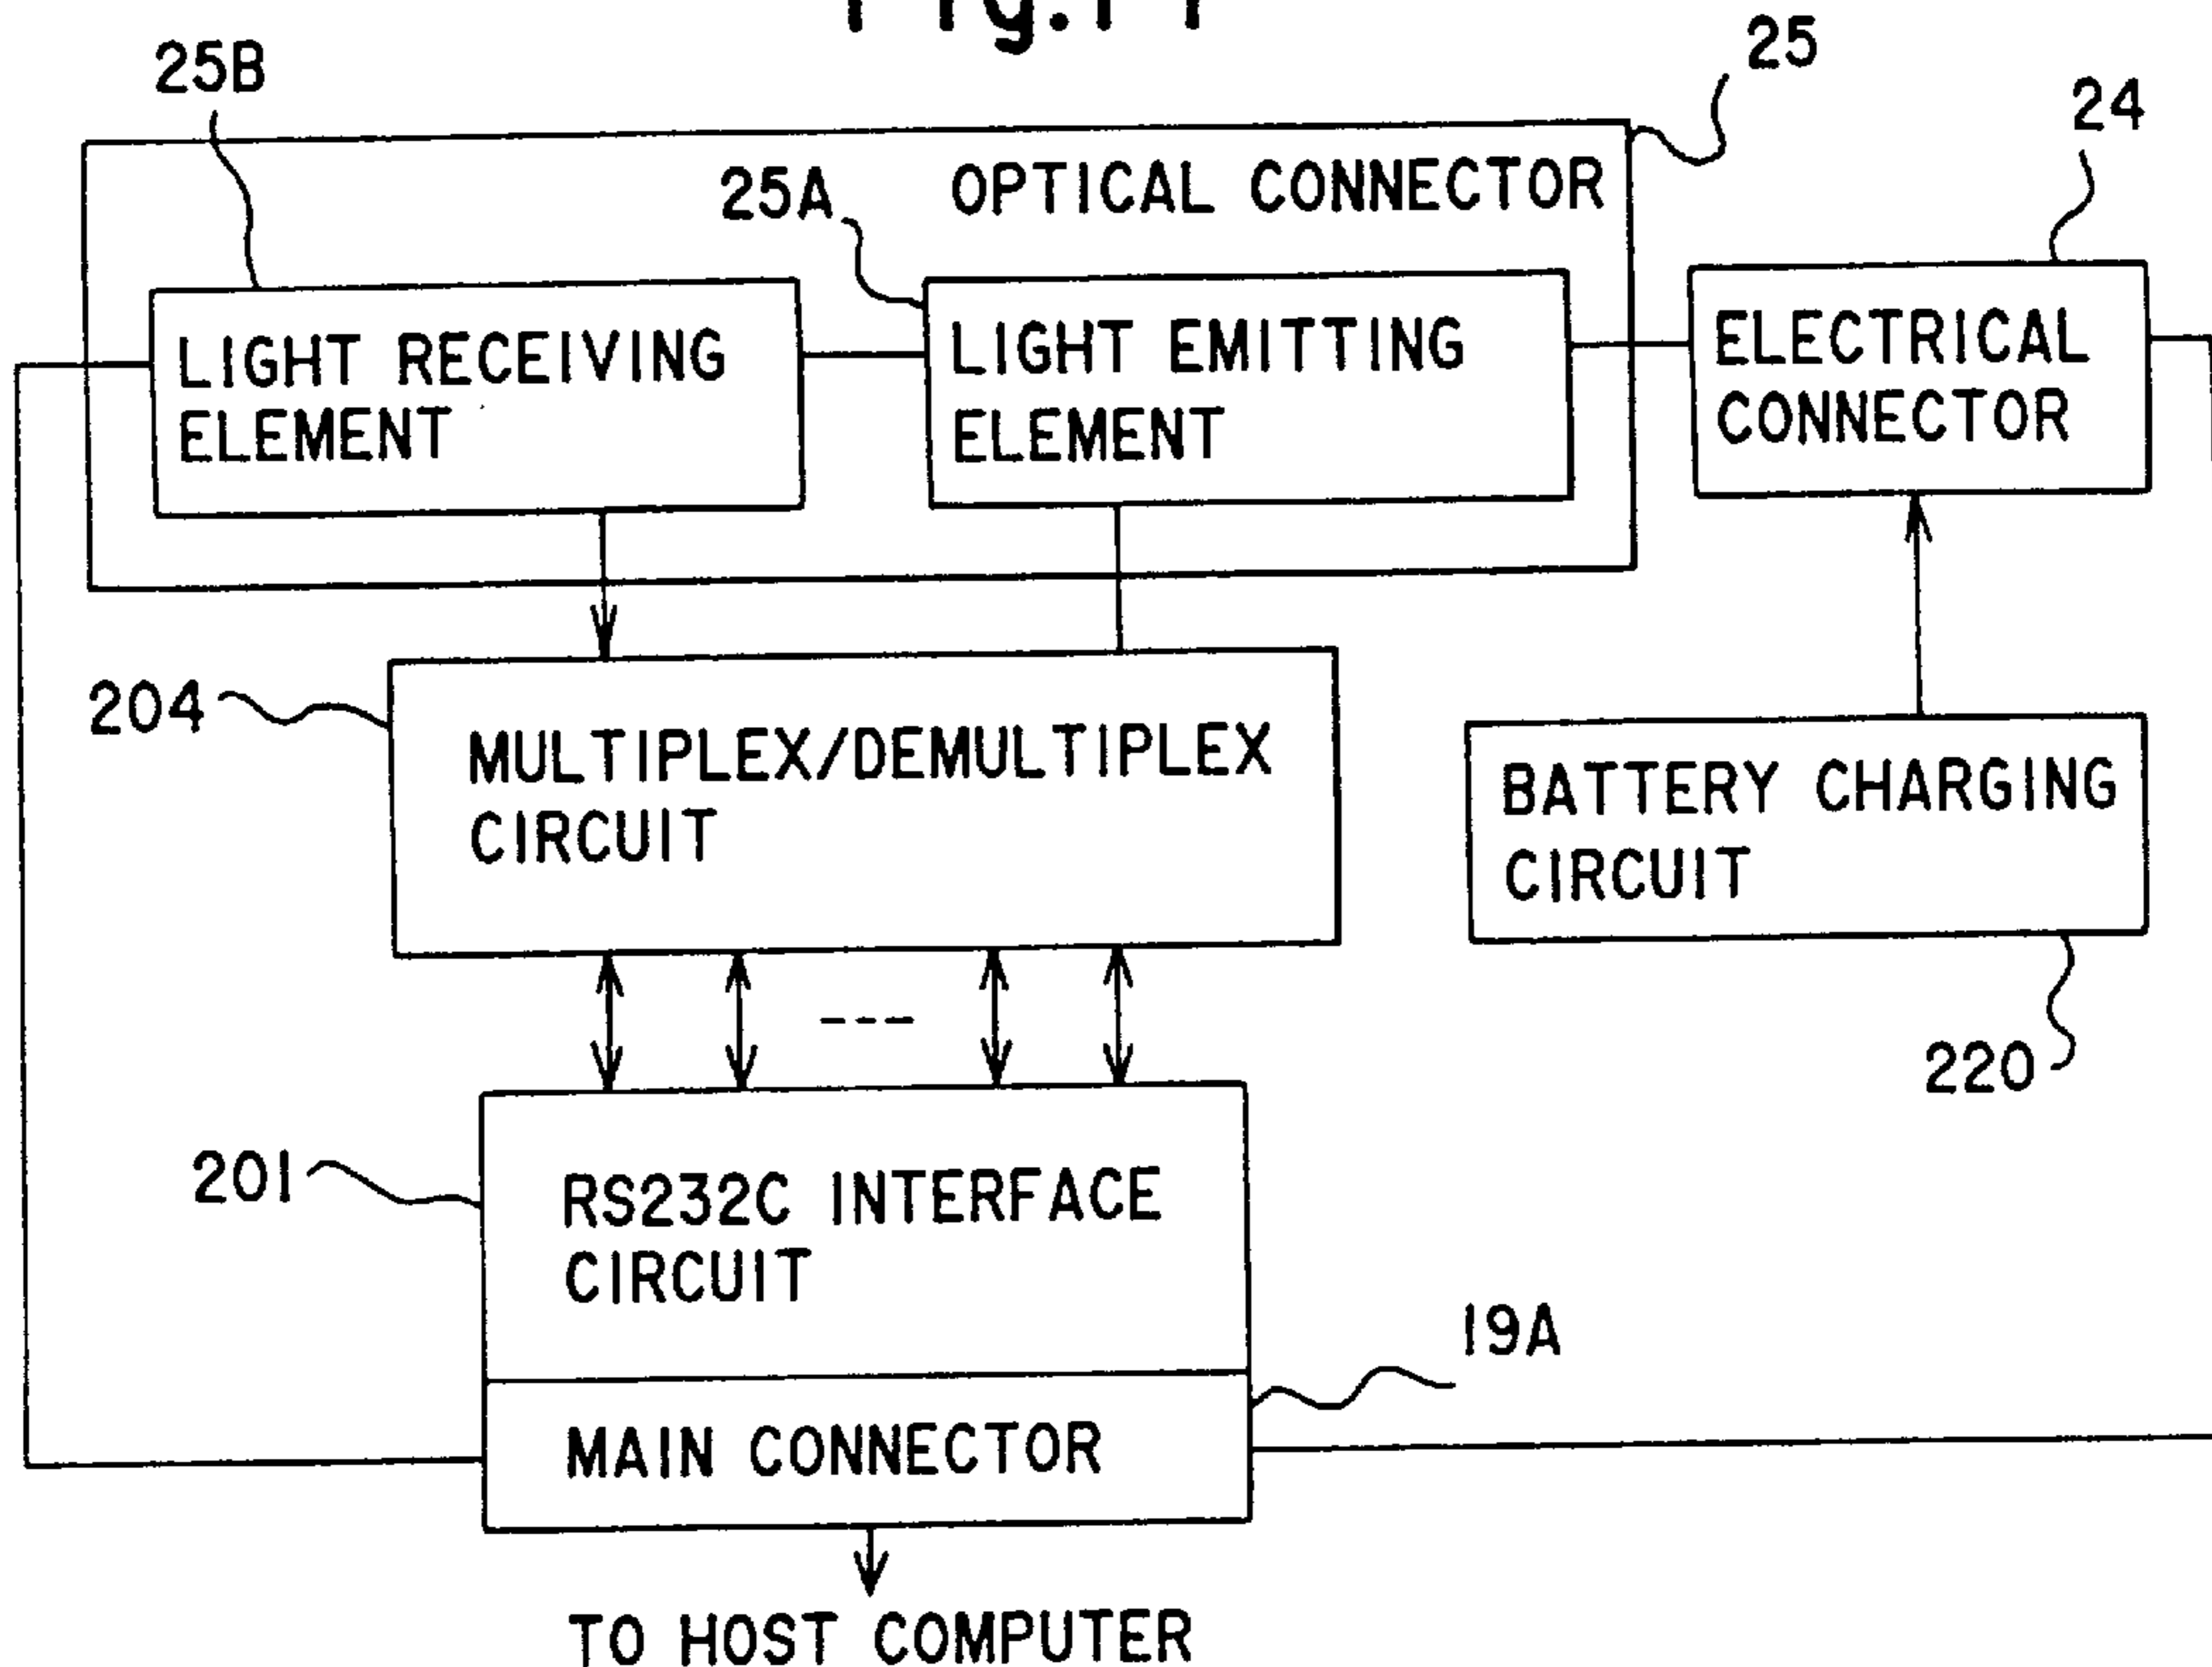 25B
25
24
25A
OPTICAL CONNECTOR
LIGHT RECEIVING
ELEMENT
LIGHT EMITTING
ELEMENT
ELECTRICAL
CONNECTOR
204
MULTIPLEX/DEMULTIPLEX
CIRCUIT
BATTERY CHARGING
CIRCUIT
220
201
RS232C INTERFACE
CIRCUIT
19A
MAIN CONNECTOR
TO HOST COMPUTER